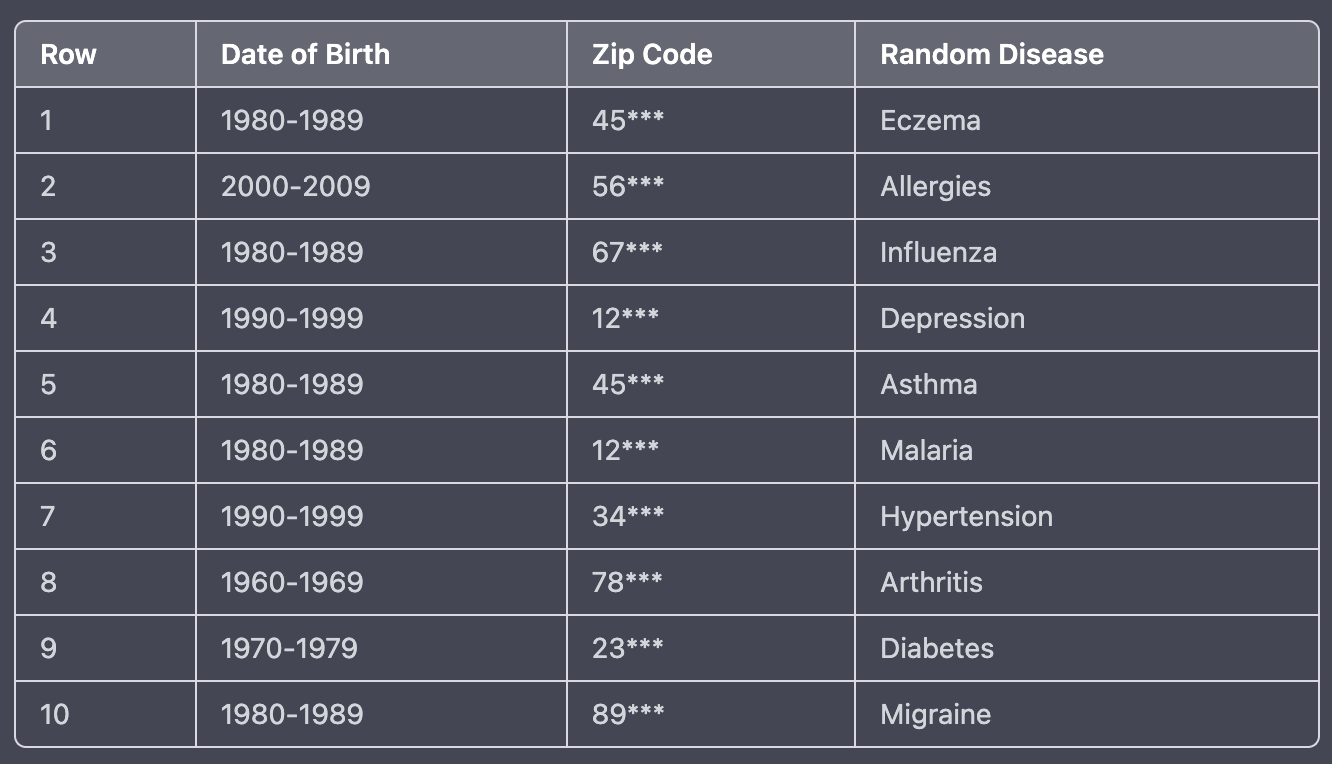 Row Date of Birth Zip Code Random Disease
1 1980-1989 45*** Eczema
2 2000-2009 56*** Allergies
3 1980-1989 67*** Influenza
4 1990-1999 12*** Depression
5 1980-1989 45*** Asthma
6 1980-1989 12*** Malaria
7 1990-1999 34*** Hypertension
8 1960-1969 78*** Arthritis
9 1970-1979 23*** Diabetes
10 1980-1989 89*** Migraine